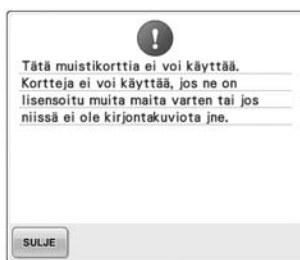 Tätä muistikorttia ei voi käyttää.
Kortteja ei voi käyttää, jos ne on
lisensoitu muita maita varten tai jos
niissä ei ole kirjontakuviota jne.
SULJE